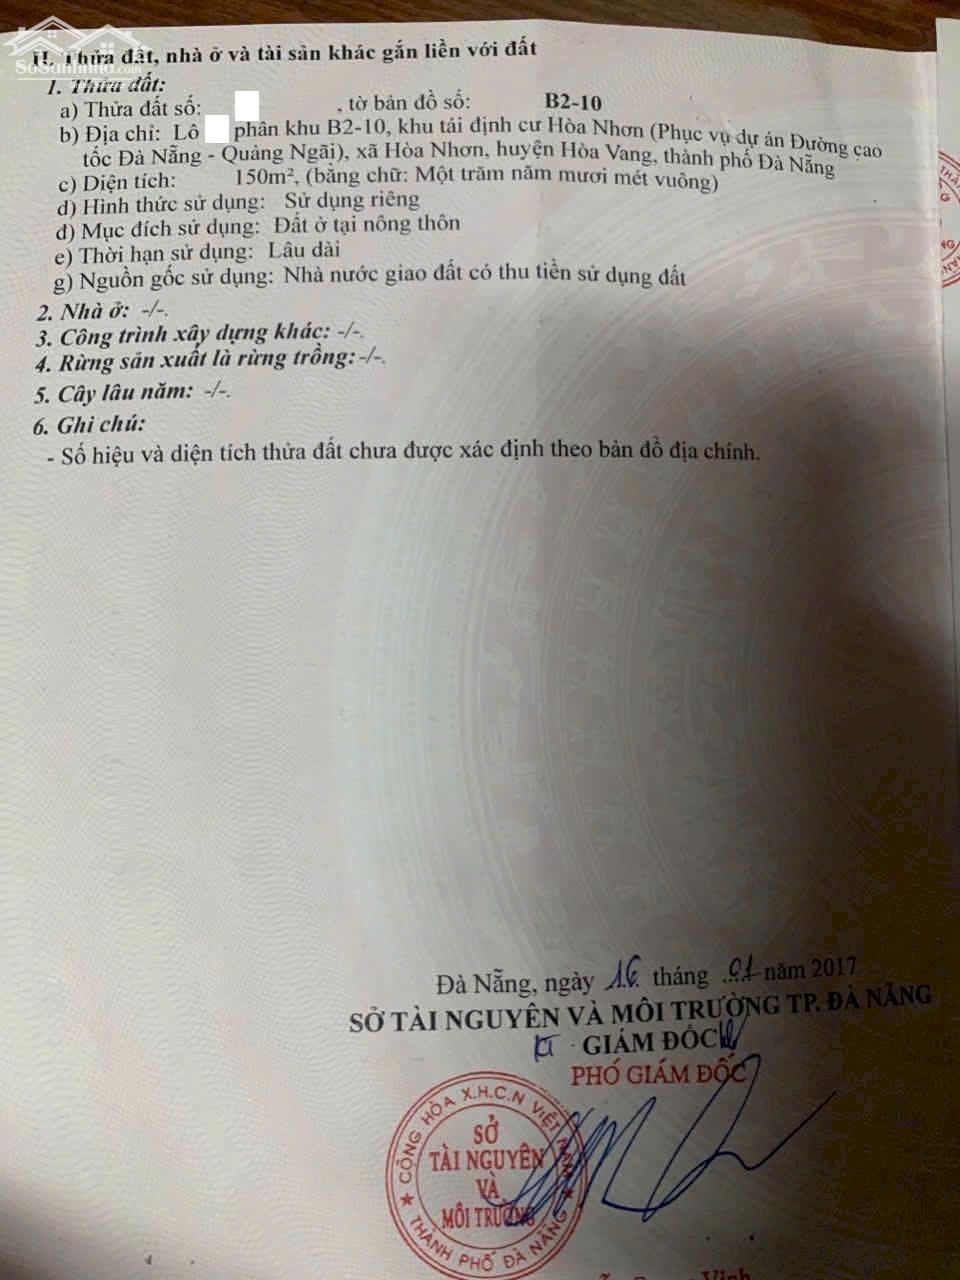 II. Thửa đất, nhà ở và tài sản khác gắn liền với đất
1. Thửa đất:
a) Thửa đất số: , tờ bản đồ số: B2-10
b) Địa chỉ: Lô phân khu B2-10, khu tái định cư Hòa Nhơn (Phục vụ dự án Đường cao
tốc Đà Nẵng - Quảng Ngãi), xã Hòa Nhơn, huyện Hòa Vang, thành phố Đà Nẵng
c) Diện tích: 150m², (bằng chữ: Một trăm năm mươi mét vuông)
d) Hình thức sử dụng: Sử dụng riêng
đ) Mục đích sử dụng: Đất ở tại nông thôn
e) Thời hạn sử dụng: Lâu dài
g) Nguồn gốc sử dụng: Nhà nước giao đất có thu tiền sử dụng đất
2. Nhà ở: -/-.
3. Công trình xây dựng khác: -/-.
4. Rừng sản xuất là rừng trồng: -/-.
5. Cây lâu năm: -/-.
6. Ghi chú:
- Số hiệu và diện tích thửa đất chưa được xác định theo bản đồ địa chính.
Đà Nẵng, ngày 16 tháng 01 năm 2017
SỞ TÀI NGUYÊN VÀ MÔI TRƯỜNG TP. ĐÀ NẴNG
KT. GIÁM ĐỐC
PHÓ GIÁM ĐỐC
CỘNG HÒA X.H.C.N VIỆT NAM
SỞ
TÀI NGUYÊN
VÀ
MÔI TRƯỜNG
THÀNH PHỐ ĐÀ NẴNG
Vinh